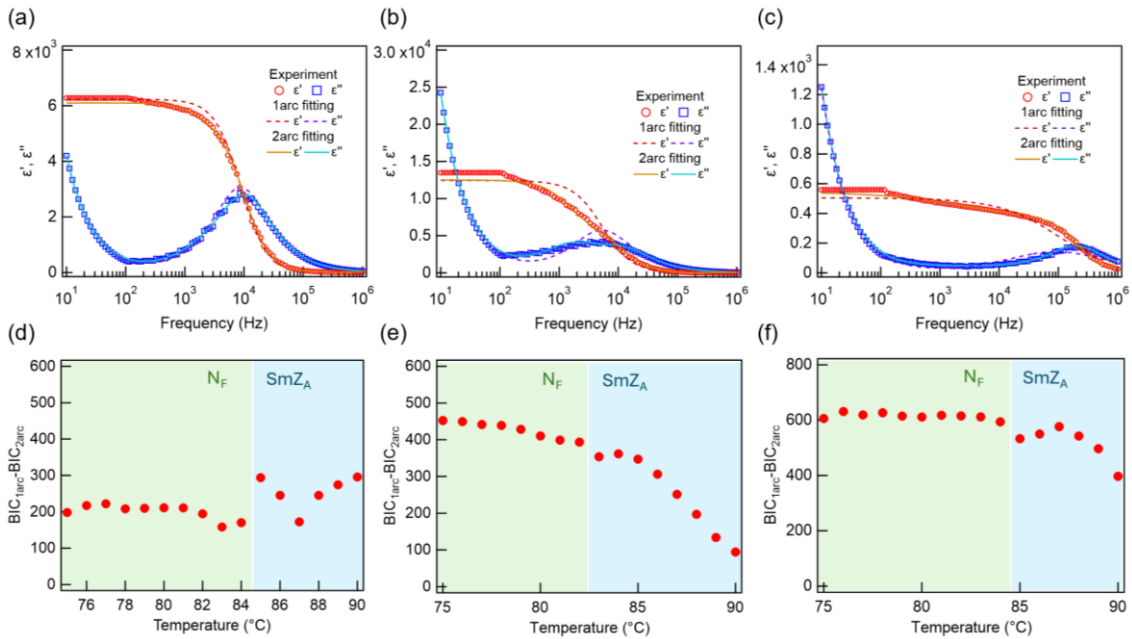 (a)
8 x10³
6
4
2
0
ε', ε"
10¹ 10² 10³ 10⁴ 10⁵ 10⁶
Frequency (Hz)
Experiment
ε' ε"
1arc fitting
ε' ε"
2arc fitting
ε' ε"
(b)
3.0 x10⁴
2.5
2.0
1.5
1.0
0.5
0.0
ε', ε"
10¹ 10² 10³ 10⁴ 10⁵ 10⁶
Frequency (Hz)
Experiment
ε' ε"
1arc fitting
ε' ε"
2arc fitting
ε' ε"
(c)
1.4 x10³
1.2
1.0
0.8
0.6
0.4
0.2
0.0
ε', ε"
10¹ 10² 10³ 10⁴ 10⁵ 10⁶
Frequency (Hz)
Experiment
ε' ε"
1arc fitting
ε' ε"
2arc fitting
ε' ε"
(d)
600
500
400
300
200
100
0
BIC₁ₐᵣc-BIC₂ₐᵣc
N_F SmZ_A
76 78 80 82 84 86 88 90
Temperature (°C)
(e)
600
500
400
300
200
100
0
BIC₁ₐᵣc-BIC₂ₐᵣc
N_F SmZ_A
75 80 85 90
Temperature (°C)
(f)
800
600
400
200
0
BIC₁ₐᵣc-BIC₂ₐᵣc
N_F SmZ_A
75 80 85 90
Temperature (°C)